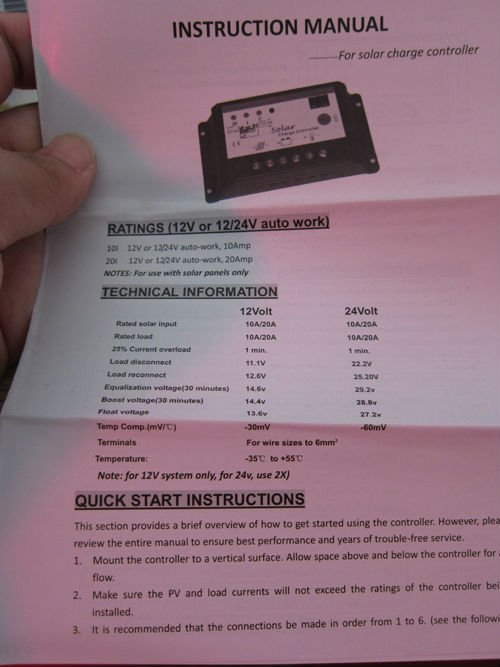 INSTRUCTION MANUAL
----------For solar charge controller
Solar
Charge Controller
RATINGS (12V or 12/24V auto work)
10I 12V or 12/24V auto-work, 10Amp
20I 12V or 12/24V auto-work, 20Amp
NOTES: For use with solar panels only
TECHNICAL INFORMATION
12Volt 24Volt
Rated solar input 10A/20A 10A/20A
Rated load 10A/20A 10A/20A
25% Current overload 1 min. 1 min.
Load disconnect 11.1V 22.2V
Load reconnect 12.6V 25.20V
Equalization voltage(30 minutes) 14.6v 29.2v
Boost voltage(30 minutes) 14.4v 28.8v
Float voltage 13.6v 27.2v
Temp Comp.(mV/℃) -30mV -60mV
Terminals For wire sizes to 6mm²
Temperature: -35℃ to +55℃
Note: for 12V system only, for 24v, use 2X)
QUICK START INSTRUCTIONS
This section provides a brief overview of how to get started using the controller. However, plea
review the entire manual to ensure best performance and years of trouble-free service.
1. Mount the controller to a vertical surface. Allow space above and below the controller for a
flow.
2. Make sure the PV and load currents will not exceed the ratings of the controller bei
installed.
3. It is recommended that the connections be made in order from 1 to 6. (see the followi